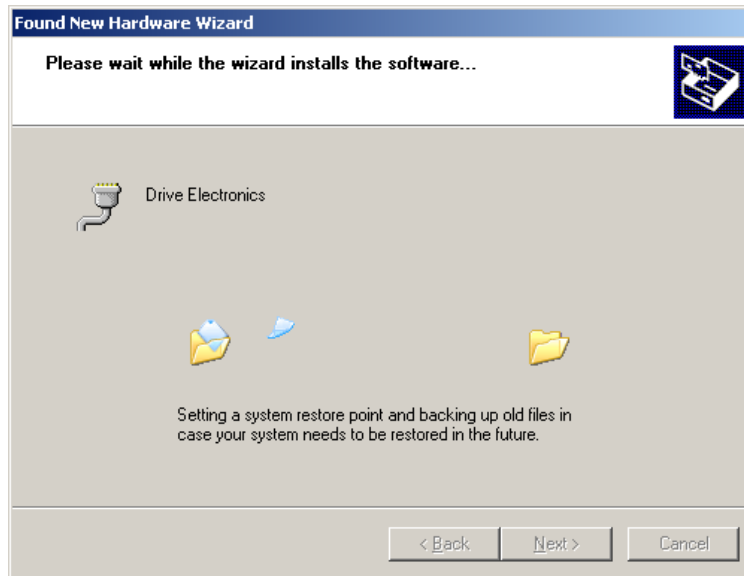 Found New Hardware Wizard
Please wait while the wizard installs the software...
Drive Electronics
Setting a system restore point and backing up old files in
case your system needs to be restored in the future.
< Back
Next >
Cancel